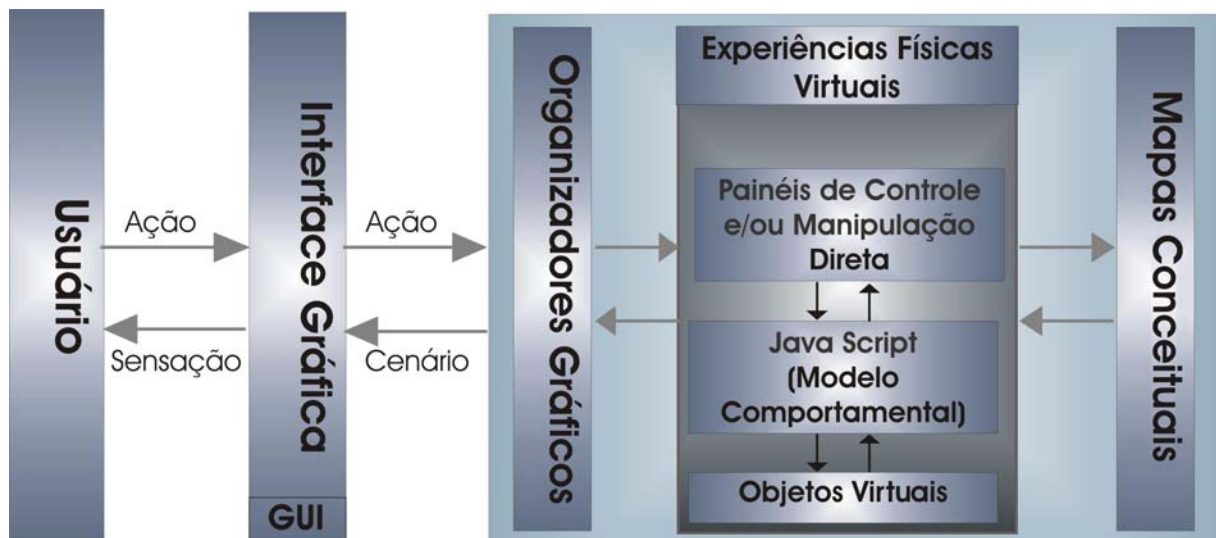 Usuário
Ação
Sensação
Interface Gráfica
GUI
Ação
Cenário
Organizadores Gráficos
Experiências Físicas
Virtuais
Painéis de Controle
e/ou Manipulação
Direta
Java Script
(Modelo
Comportamental)
Objetos Virtuais
Mapas Conceituais